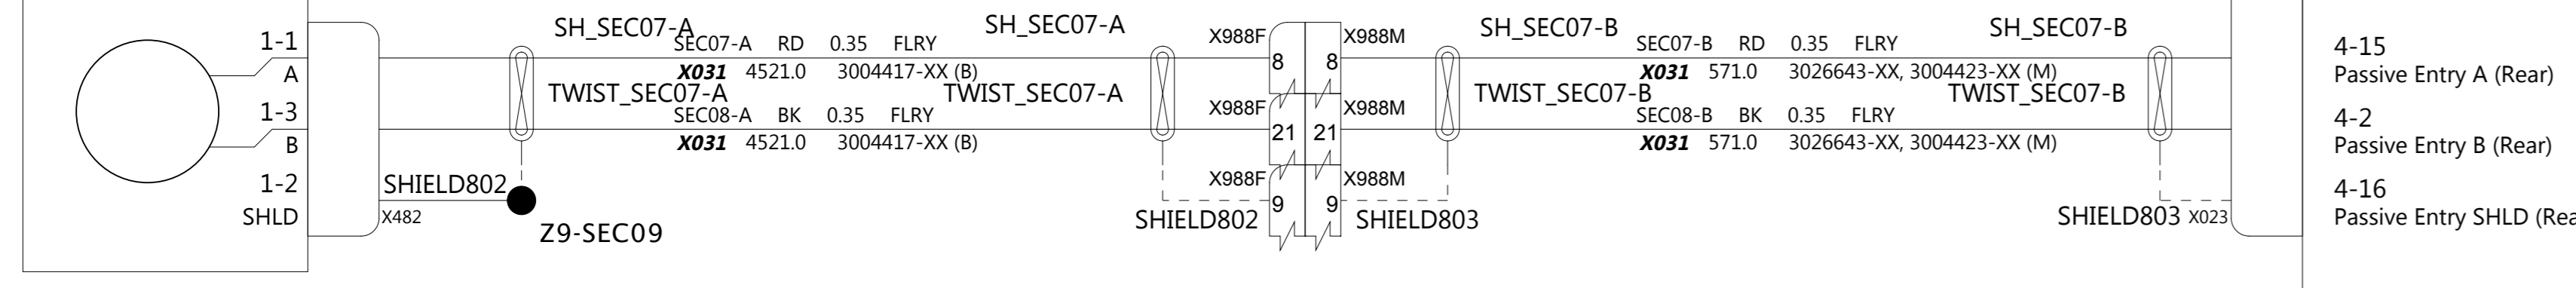 1-1
A
1-3
B
1-2
SHLD
X482
SH_SEC07-A
SEC07-A RD 0.35 FLRY
X031 4521.0 3004417-XX (B)
TWIST_SEC07-A
SEC08-A BK 0.35 FLRY
X031 4521.0 3004417-XX (B)
SHIELD802
Z9-SEC09
SH_SEC07-A
TWIST_SEC07-A
SHIELD802
X988F
8
8
X988M
X988F
21
21
X988M
X988F
9
9
X988M
SHIELD803
SH_SEC07-B
SEC07-B RD 0.35 FLRY
X031 571.0 3026643-XX, 3004423-XX (M)
TWIST_SEC07-B
SEC08-B BK 0.35 FLRY
X031 571.0 3026643-XX, 3004423-XX (M)
SH_SEC07-B
TWIST_SEC07-B
SHIELD803 X023
4-15
Passive Entry A (Rear)
4-2
Passive Entry B (Rear)
4-16
Passive Entry SHLD